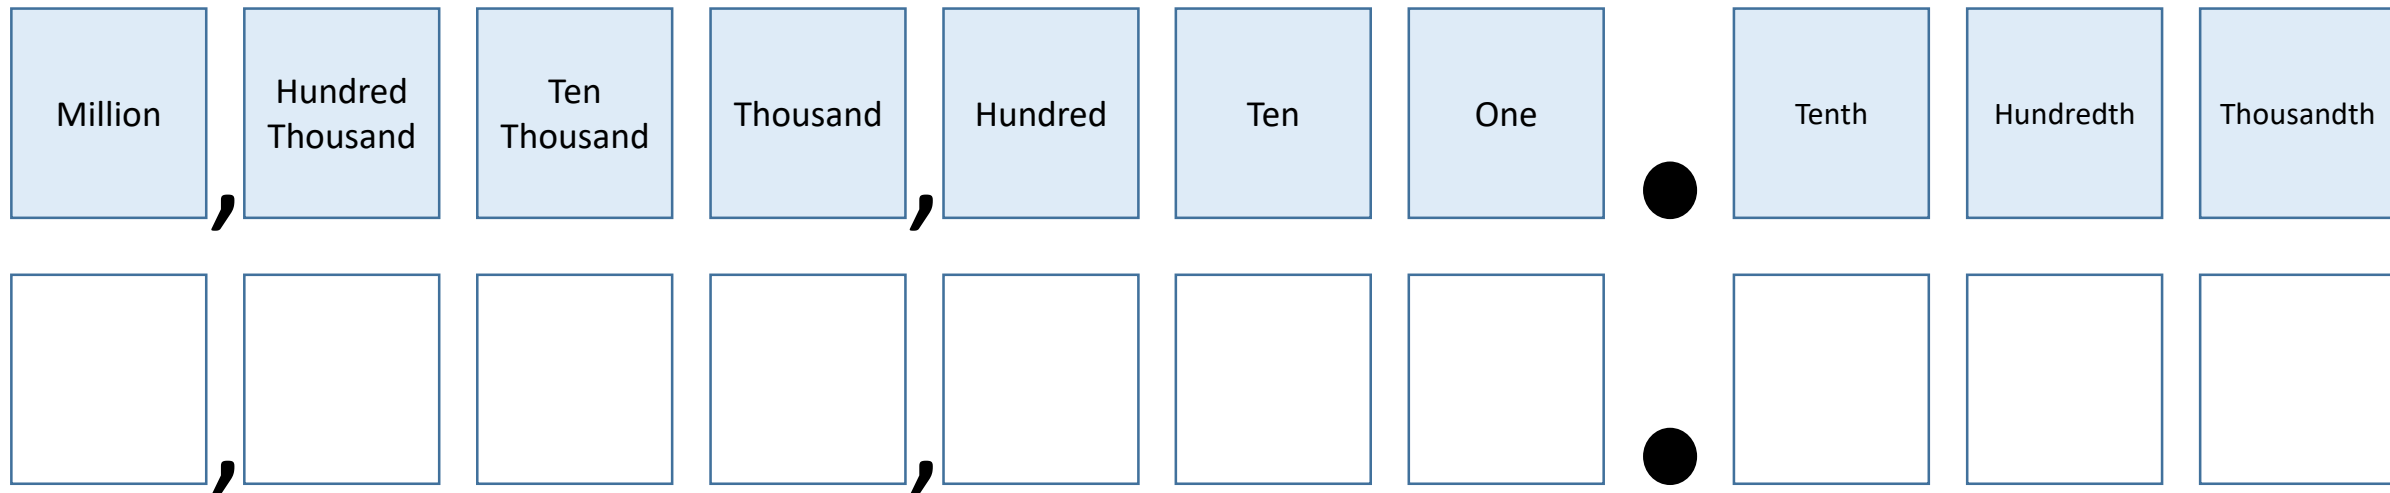 Million , Hundred Thousand Ten Thousand Thousand , Hundred Ten One . Tenth Hundredth Thousandth
, , .